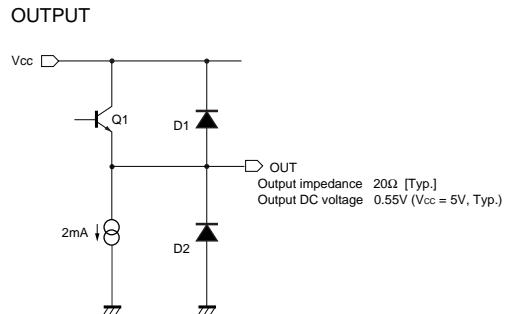 OUTPUT
Vcc
Q1
D1
OUT
Output impedance 20Ω [Typ.]
Output DC voltage 0.55V (Vcc = 5V, Typ.)
2mA
D2